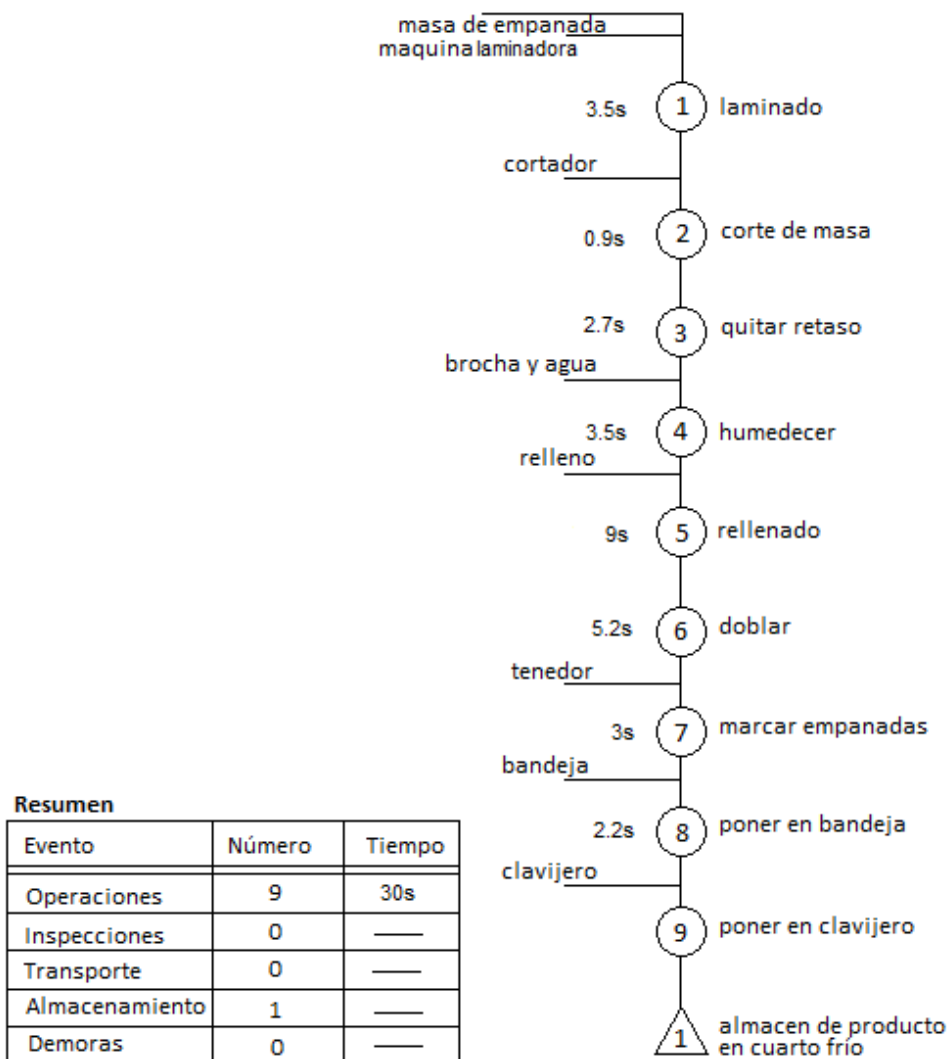 masa de empanada
maquina laminadora
3.5s 1 laminado
cortador
0.9s 2 corte de masa
2.7s 3 quitar retaso
brocha y agua
3.5s 4 humedecer
relleno
9s 5 rellenado
5.2s 6 doblar
tenedor
3s 7 marcar empanadas
bandeja
2.2s 8 poner en bandeja
clavijero
9 poner en clavijero
1 almacen de producto
en cuarto frío
Resumen
Evento Número Tiempo
Operaciones 9 30s
Inspecciones 0 —
Transporte 0 —
Almacenamiento 1 —
Demoras 0 —